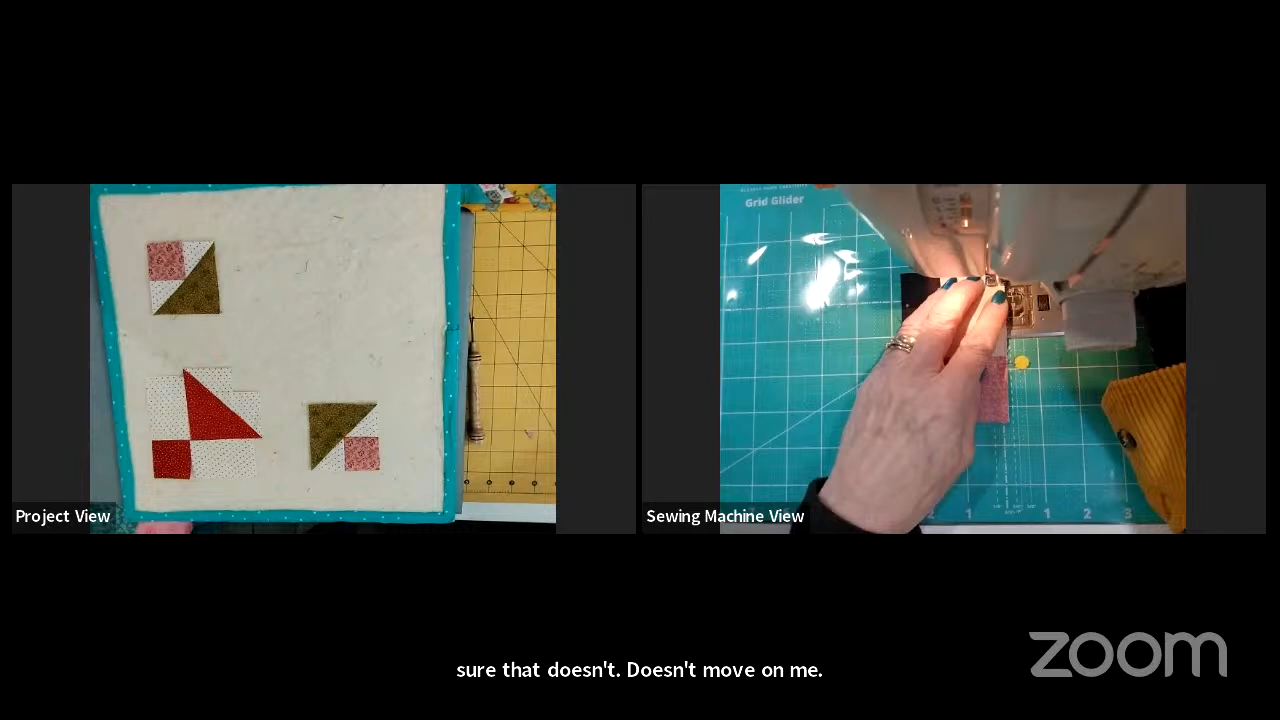 Grid Glider
Project View
Sewing Machine View
1
1
2
3
sure that doesn't. Doesn't move on me.
zoom